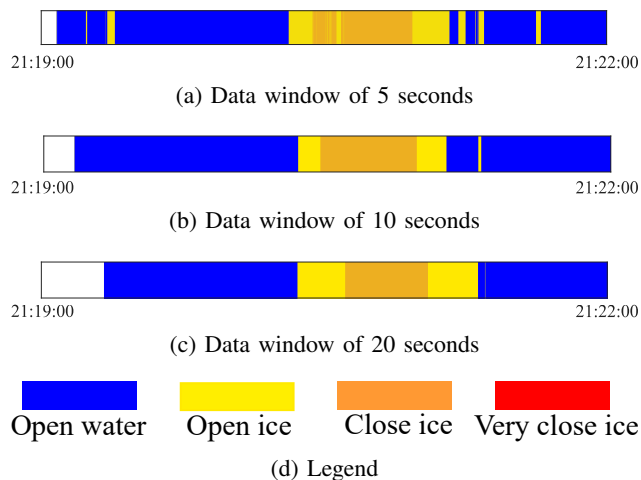 21:19:00 21:22:00
(a) Data window of 5 seconds
21:19:00 21:22:00
(b) Data window of 10 seconds
21:19:00 21:22:00
(c) Data window of 20 seconds
Open water Open ice Close ice Very close ice
(d) Legend